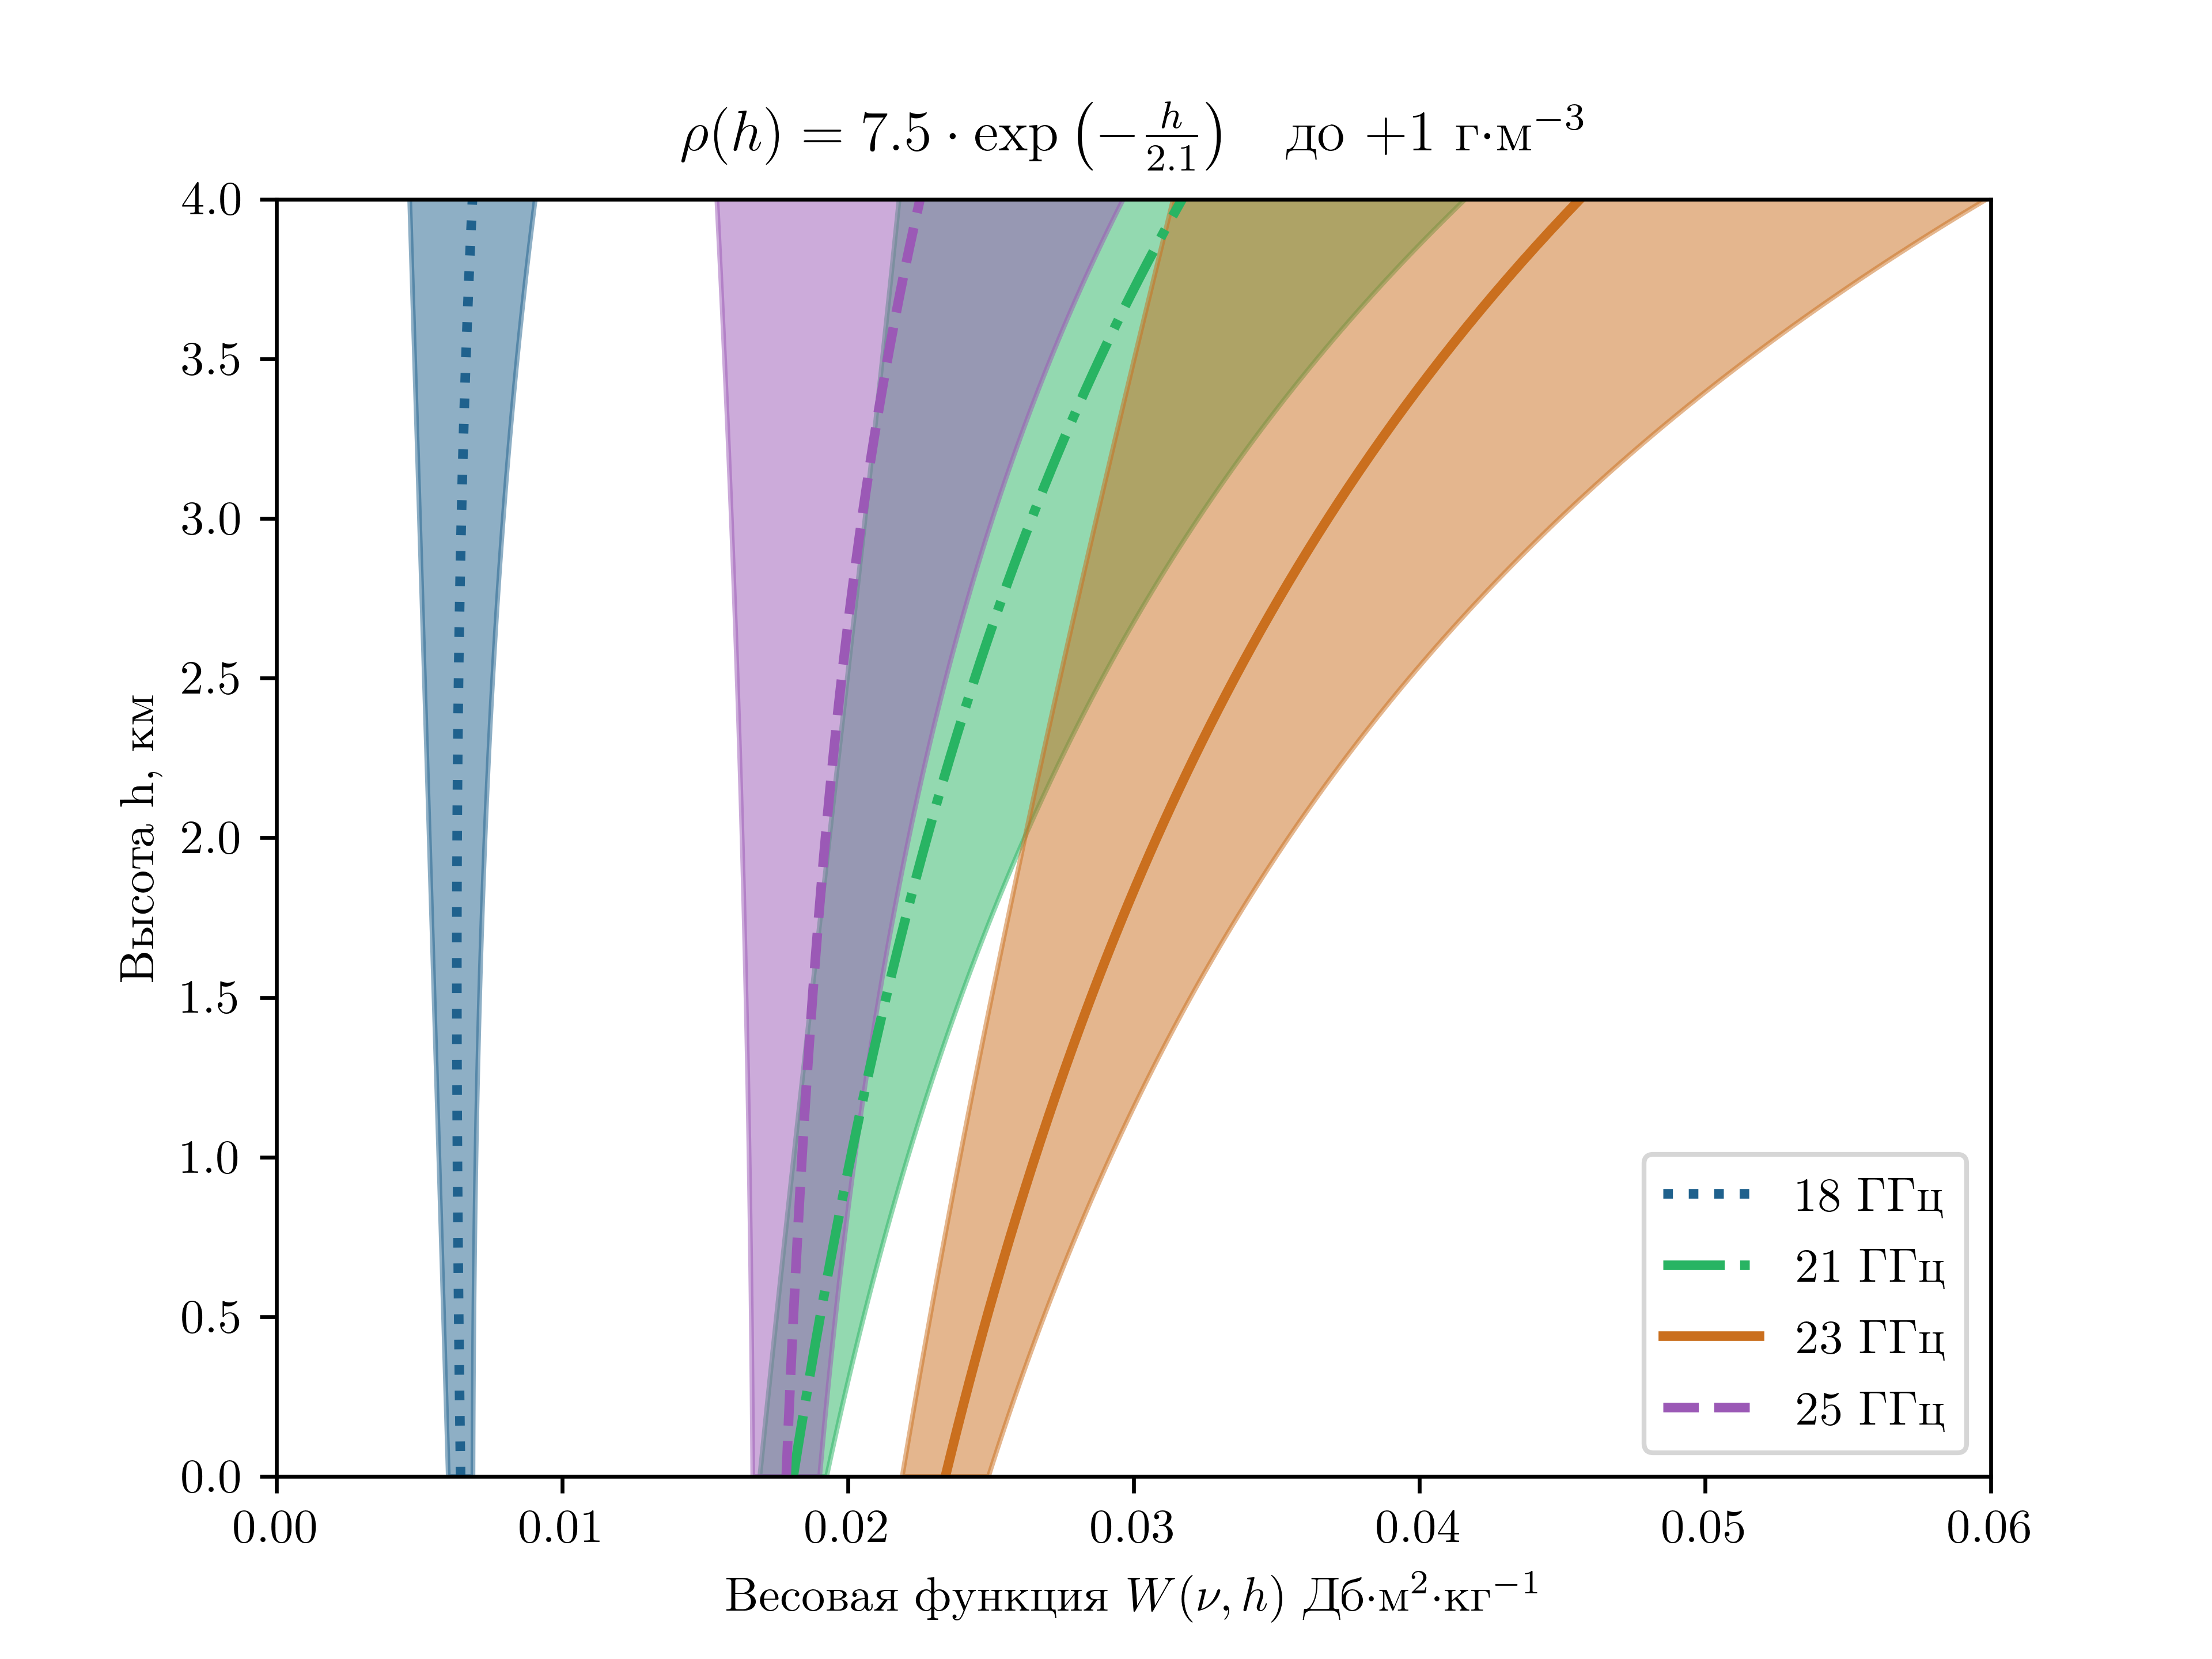 ρ(h) = 7.5 · exp (−h/2.1) до +1 г·м⁻³
4.0
3.5
3.0
2.5
2.0
1.5
1.0
0.5
0.0
Высота h, км
18 ГГц
21 ГГц
23 ГГц
25 ГГц
0.00 0.01 0.02 0.03 0.04 0.05 0.06
Весовая функция W(ν, h) Дб·м²·кг⁻¹